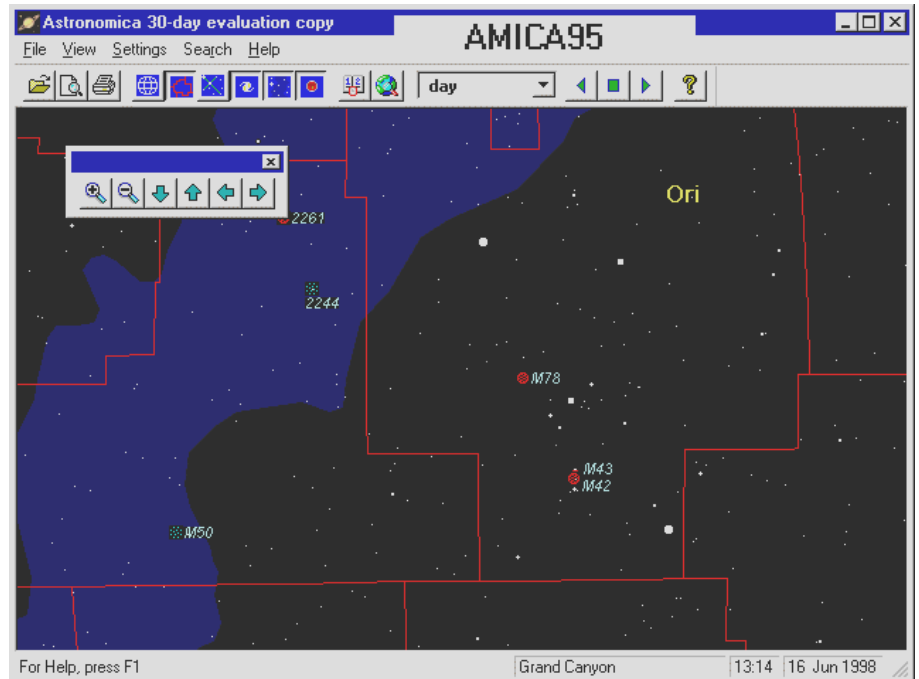 Astronomica 30-day evaluation copy
AMICA95
File View Settings Search Help
day
Ori
2261
2244
M78
M43
M42
M50
For Help, press F1
Grand Canyon
13:14
16 Jun 1998